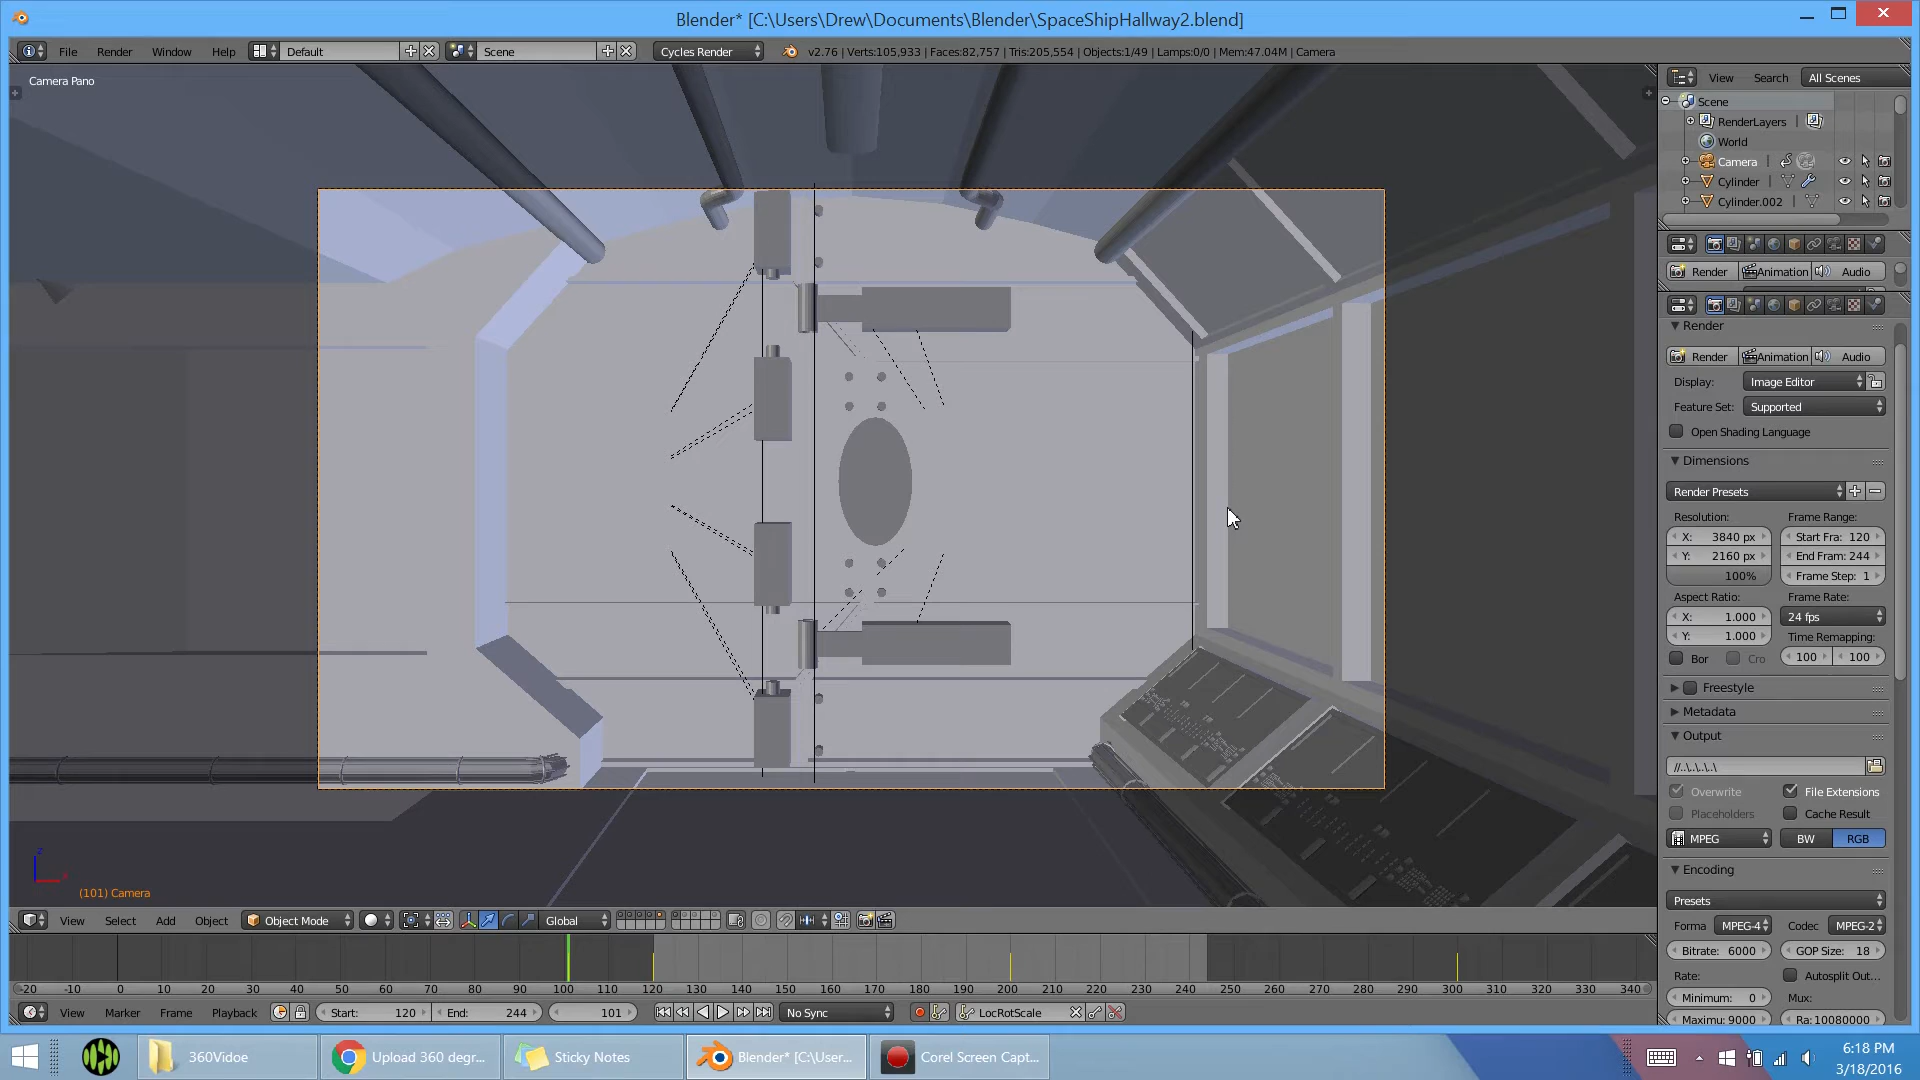 Blender* [C:\Users\Drew\Documents\Blender\SpaceShipHallway2.blend]
File Render Window Help Default Scene Cycles Render v2.76 | Verts:105,933 | Faces:82,757 | Tris:205,554 | Objects:1/49 | Lamps:0/0 | Mem:47.04M | Camera
Camera Pano
View Search All Scenes
Scene
RenderLayers
World
Camera
Cylinder
Cylinder.002
Render Animation Audio
Render
Render Animation Audio
Display: Image Editor
Feature Set: Supported
Open Shading Language
Dimensions
Render Presets
Resolution: Frame Range:
X: 3840 px Start Fra: 120
Y: 2160 px End Fram: 244
100% Frame Step: 1
Aspect Ratio: Frame Rate:
X: 1.000 24 fps
Y: 1.000 Time Remapping:
Bor Cro 100 100
Freestyle
Metadata
Output
//..\..\..\..\
Overwrite File Extensions
Placeholders Cache Result
MPEG BW RGB
Encoding
Presets
Forma MPEG-4 Codec MPEG-2
Bitrate: 6000 GOP Size: 18
Rate: Autosplit Out...
Minimum: 0 Mux:
Maximu: 9000 Ra: 10080000
z
x
(101) Camera
View Select Add Object Object Mode Global
-20 -10 0 10 20 30 40 50 60 70 80 90 100 110 120 130 140 150 160 170 180 190 200 210 220 230 240 250 260 270 280 290 300 310 320 330 340
View Marker Frame Playback Start: 120 End: 244 101 No Sync LocRotScale
360Vidoe Upload 360 degr... Sticky Notes Blender* [C:\User... Corel Screen Capt...
6:18 PM
3/18/2016